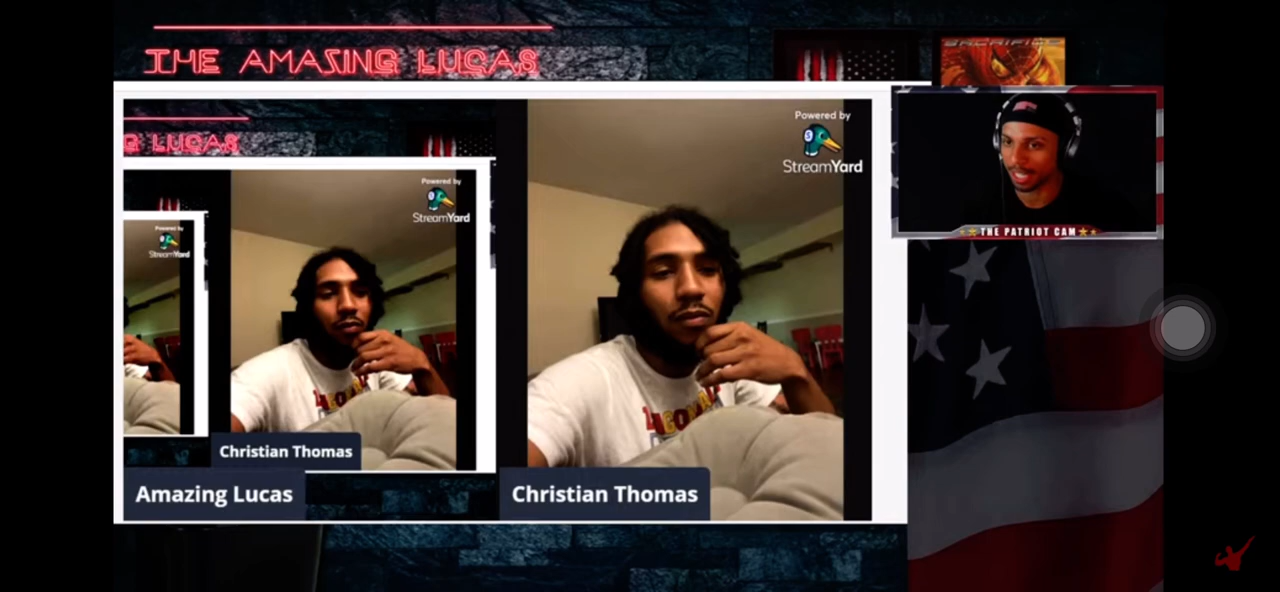 THE AMAZING LUCAS
SACRIFICE
G LUCAS
Powered by
StreamYard
Powered by
StreamYard
Powered by
StreamYard
THE PATRIOT CAM
Christian Thomas
Amazing Lucas
Christian Thomas